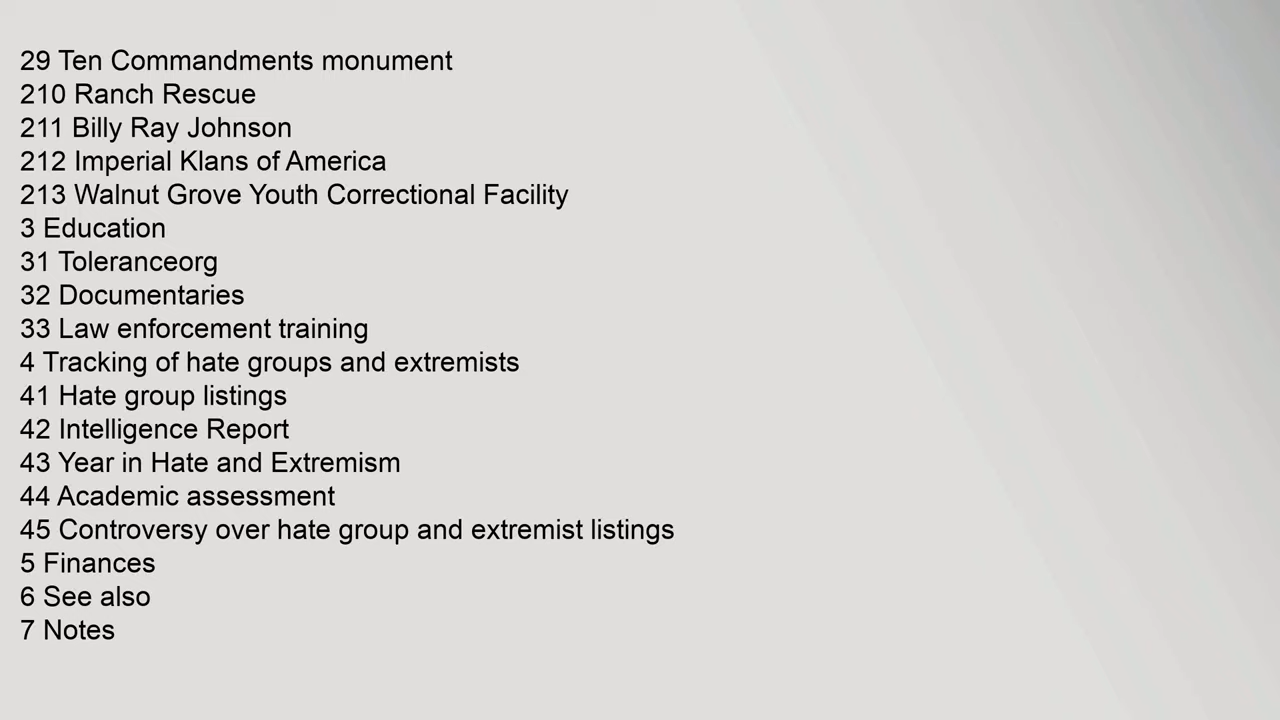 29 Ten Commandments monument
210 Ranch Rescue
211 Billy Ray Johnson
212 Imperial Klans of America
213 Walnut Grove Youth Correctional Facility
3 Education
31 Toleranceorg
32 Documentaries
33 Law enforcement training
4 Tracking of hate groups and extremists
41 Hate group listings
42 Intelligence Report
43 Year in Hate and Extremism
44 Academic assessment
45 Controversy over hate group and extremist listings
5 Finances
6 See also
7 Notes